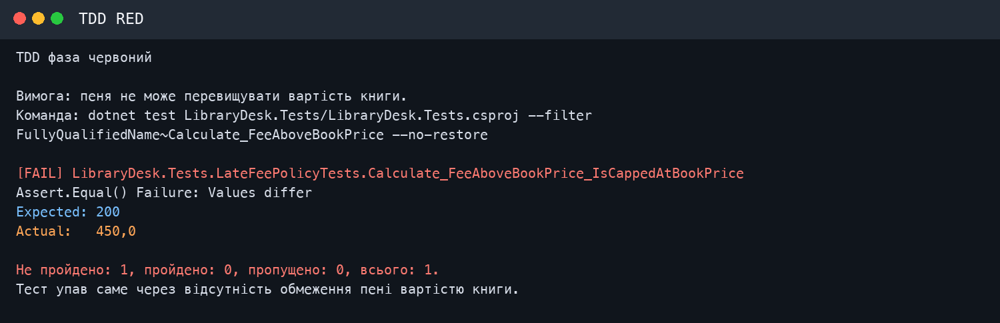 TDD RED
TDD фаза червоний
Вимога: пеня не може перевищувати вартість книги.
Команда: dotnet test LibraryDesk.Tests/LibraryDesk.Tests.csproj --filter
FullyQualifiedName~Calculate_FeeAboveBookPrice --no-restore
[FAIL] LibraryDesk.Tests.LateFeePolicyTests.Calculate_FeeAboveBookPrice_IsCappedAtBookPrice
Assert.Equal() Failure: Values differ
Expected: 200
Actual:   450,0
Не пройдено: 1, пройдено: 0, пропущено: 0, всього: 1.
Тест упав саме через відсутність обмеження пені вартістю книги.